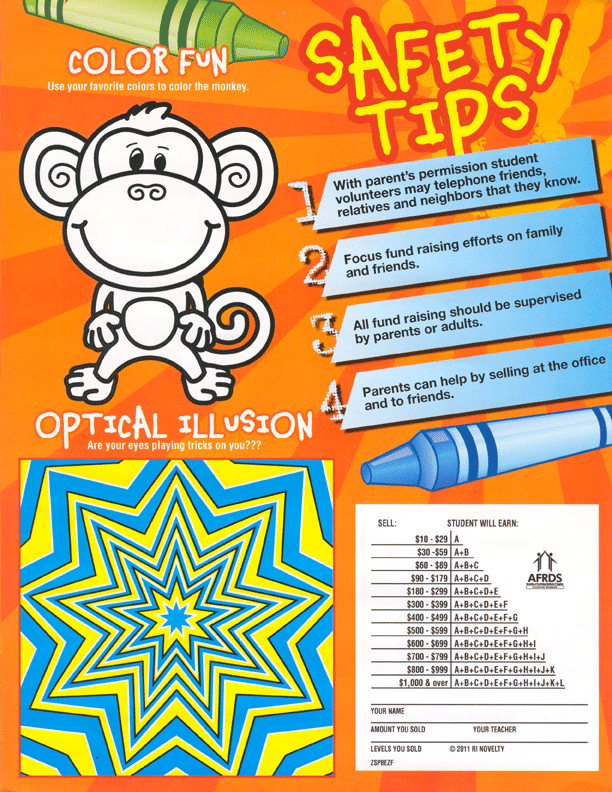 COLOR FUN
Use your favorite colors to color the monkey.
SAFETY
TIPS
1
With parent's permission student
volunteers may telephone friends,
relatives and neighbors that they know.
2
Focus fund raising efforts on family
and friends.
3
All fund raising should be supervised
by parents or adults.
4
Parents can help by selling at the office
and to friends.
OPTICAL ILLUSION
Are your eyes playing tricks on you???
SELL: STUDENT WILL EARN:
$10 - $29 A
$30 - $59 A+B
$60 - $89 A+B+C
$90 - $179 A+B+C+D
$180 - $299 A+B+C+D+E
$300 - $399 A+B+C+D+E+F
$400 - $499 A+B+C+D+E+F+G
$500 - $599 A+B+C+D+E+F+G+H
$600 - $699 A+B+C+D+E+F+G+H+I
$700 - $799 A+B+C+D+E+F+G+H+I+J
$800 - $999 A+B+C+D+E+F+G+H+I+J+K
$1,000 & over A+B+C+D+E+F+G+H+I+J+K+L
AFRDS
YOUR NAME
AMOUNT YOU SOLD YOUR TEACHER
LEVELS YOU SOLD © 2011 RI NOVELTY
ZSPBEZF